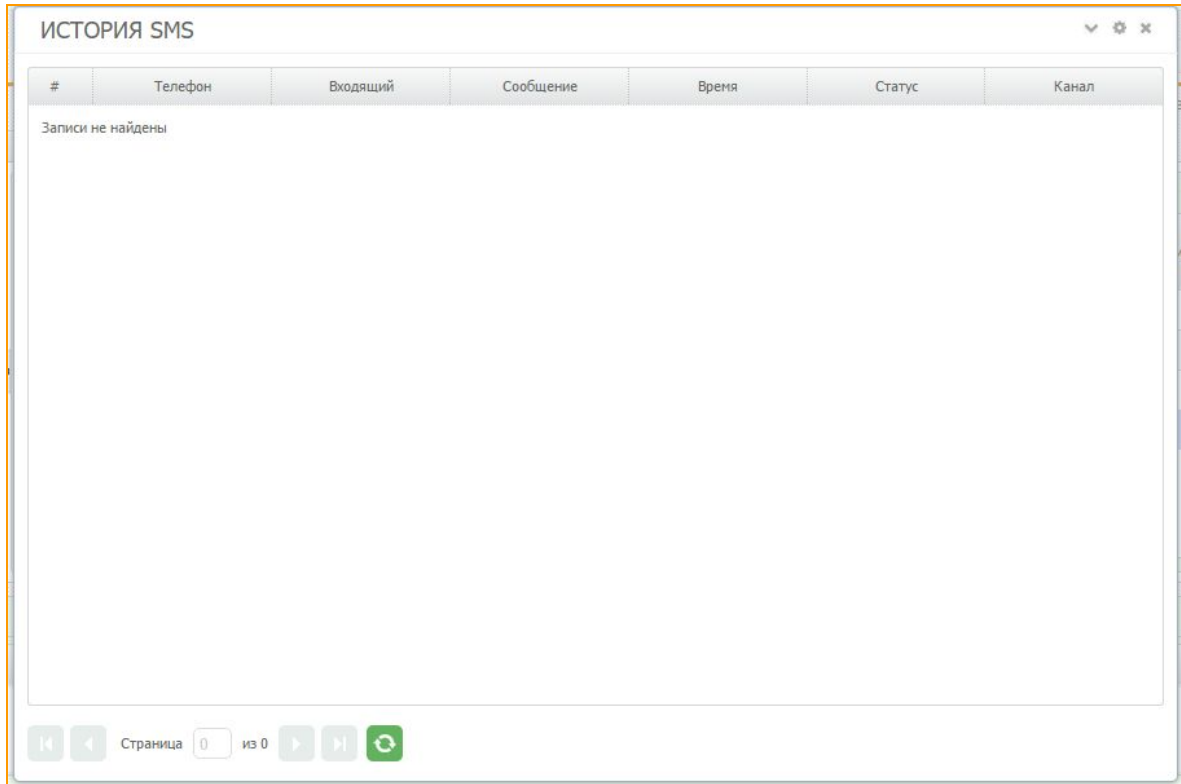 ИСТОРИЯ SMS
# Телефон Входящий Сообщение Время Статус Канал
Записи не найдены
Страница 0 из 0